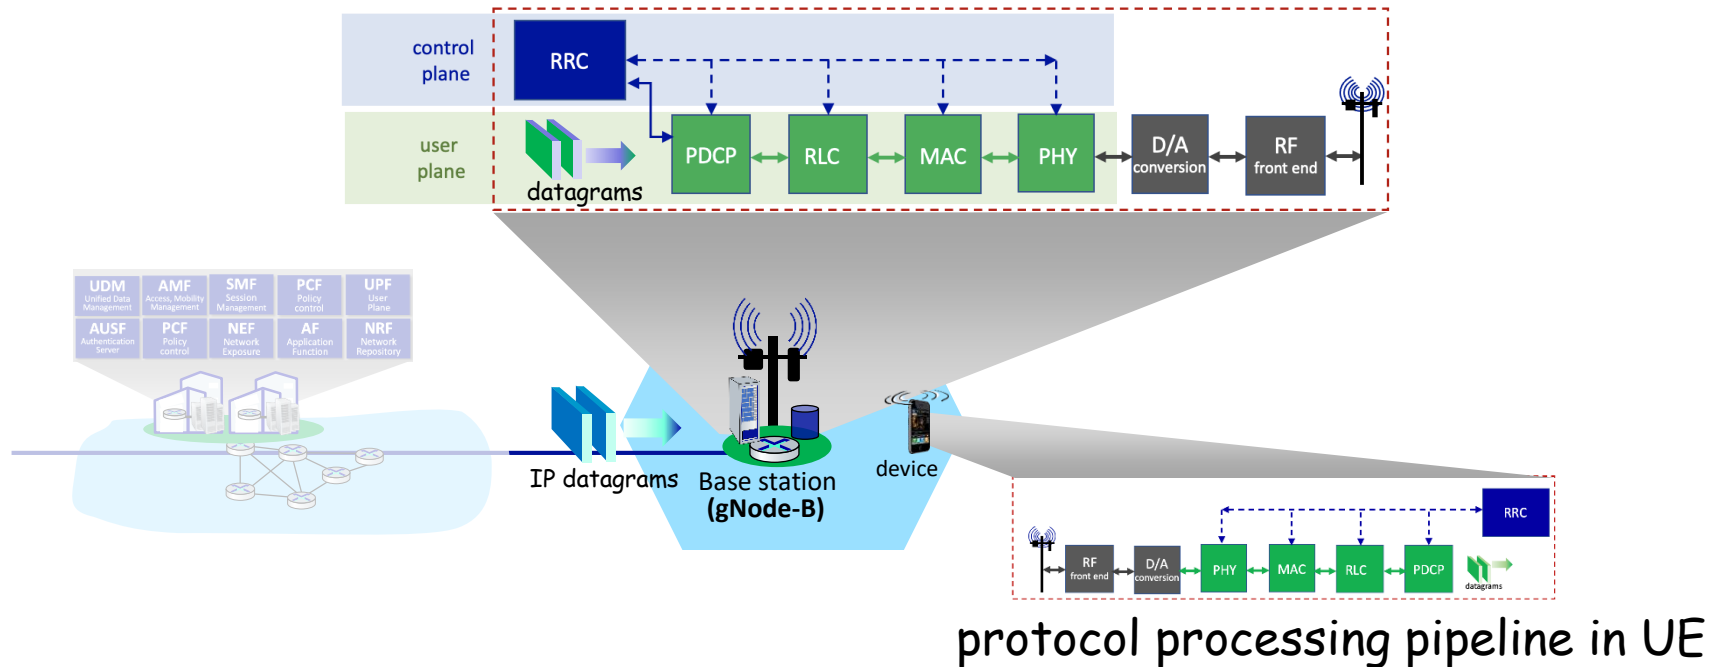 control
plane
RRC
user
plane
datagrams
PDCP
RLC
MAC
PHY
D/A
conversion
RF
front end
UDM
Unified Data
Management
AMF
Access, Mobility
Management
SMF
Session
Management
PCF
Policy
control
UPF
User
Plane
AUSF
Authentication
Server
PCF
Policy
control
NEF
Network
Exposure
AF
Application
Function
NRF
Network
Repository
IP datagrams
Base station
(gNode-B)
device
RRC
RF
front end
D/A
conversion
PHY
MAC
RLC
PDCP
datagrams
protocol processing pipeline in UE